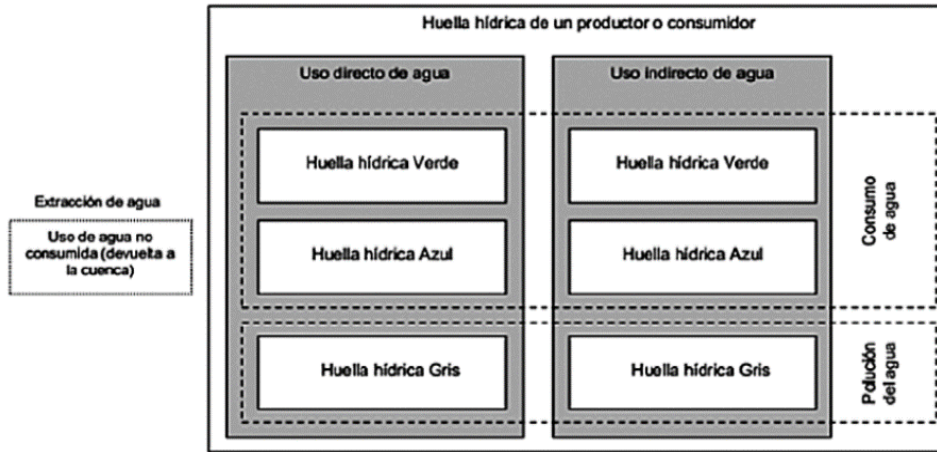 Huella hídrica de un productor o consumidor
Uso directo de agua
Uso indirecto de agua
Huella hídrica Verde
Huella hídrica Verde
Extracción de agua
Uso de agua no
consumida (devuelta a
la cuenca)
Huella hídrica Azul
Huella hídrica Azul
Consumo
de agua
Huella hídrica Gris
Huella hídrica Gris
Polución
del agua